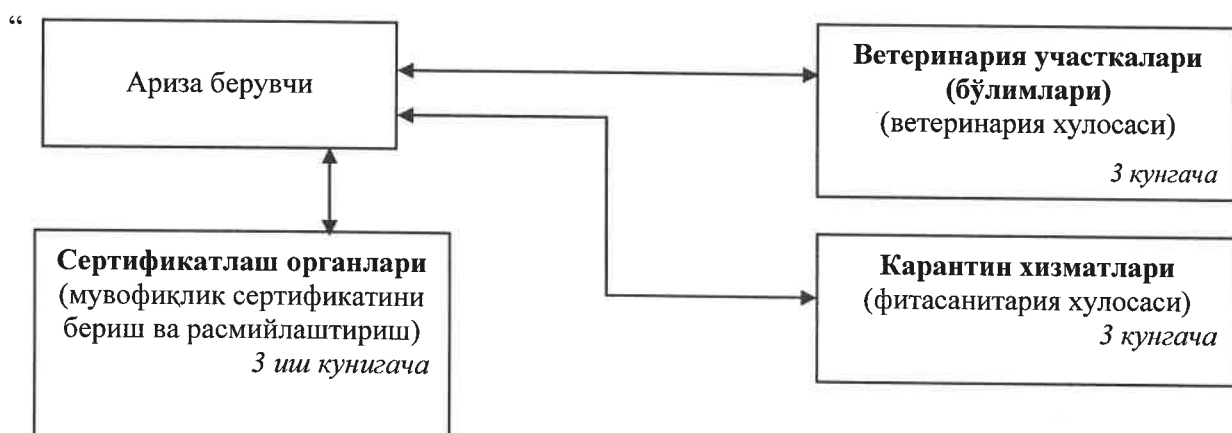 “
Ариза берувчи
Ветеринария участкалари
(бўлимлари)
(ветеринария хулосаси)
3 кунгача
Сертификатлаш органлари
(мувофиқлик сертификатини
бериш ва расмийлаштириш)
3 иш кунигача
Карантин хизматлари
(фитасанитария хулосаси)
3 кунгача